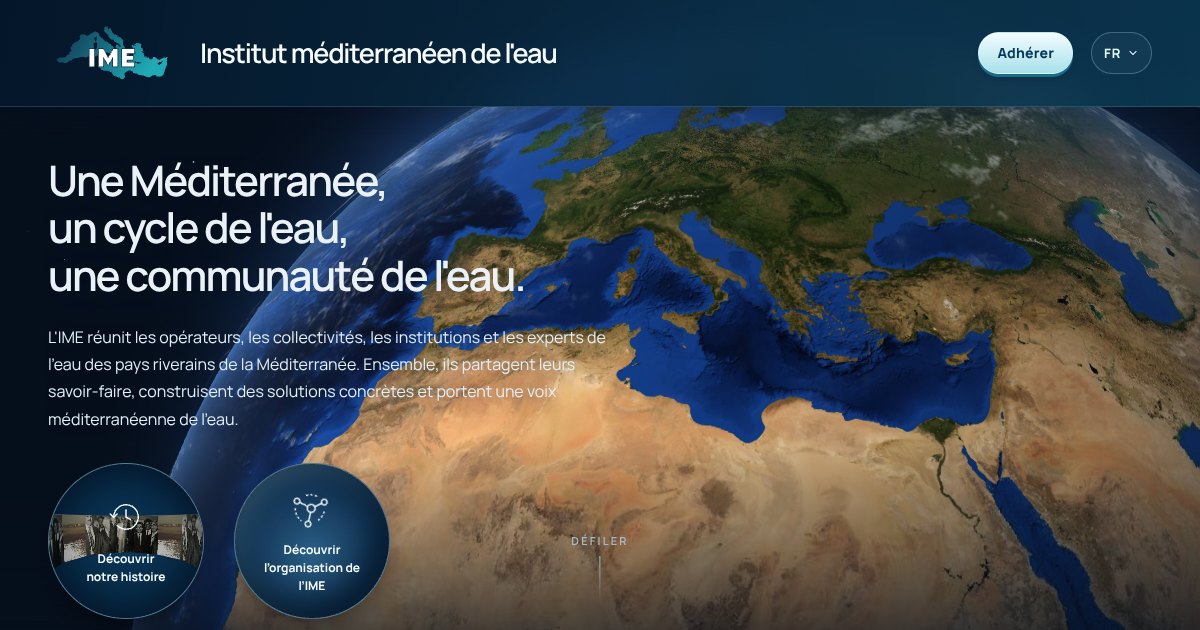 IME
Institut méditerranéen de l'eau
Adhérer
FR
Une Méditerranée,
un cycle de l'eau,
une communauté de l'eau.
L'IME réunit les opérateurs, les collectivités, les institutions et les experts de
l'eau des pays riverains de la Méditerranée. Ensemble, ils partagent leurs
savoir-faire, construisent des solutions concrètes et portent une voix
méditerranéenne de l'eau.
Découvrir
notre histoire
Découvrir
l'organisation de
l'IME
DÉFILER